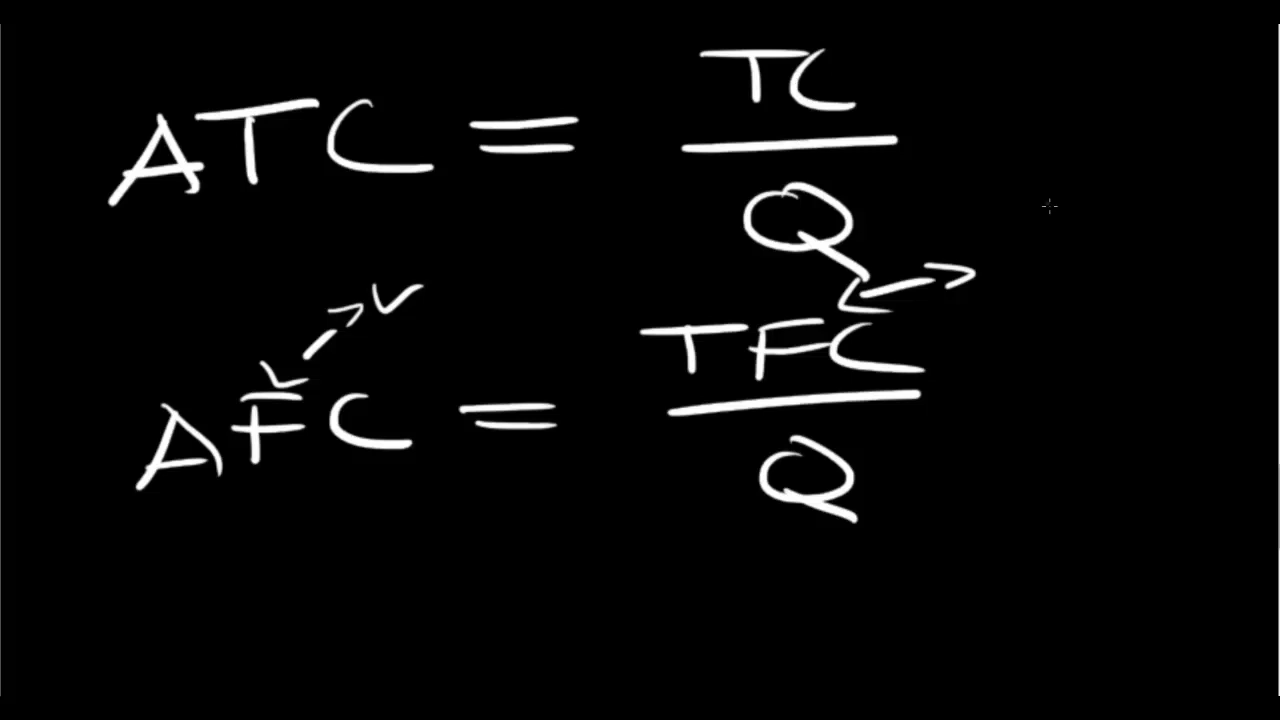 ATC = TC / Q
AFC = TFC / Q